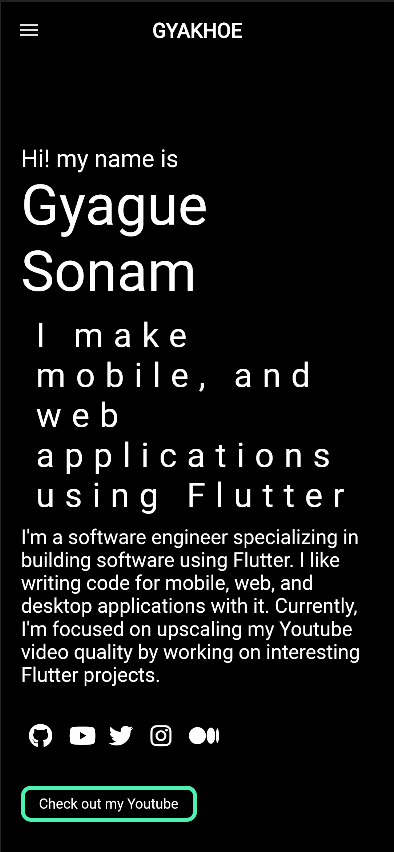 GYAKHOE
Hi! my name is
Gyague
Sonam
I make
mobile, and
web
applications
using Flutter
I'm a software engineer specializing in
building software using Flutter. I like
writing code for mobile, web, and
desktop applications with it. Currently,
I'm focused on upscaling my Youtube
video quality by working on interesting
Flutter projects.
Check out my Youtube